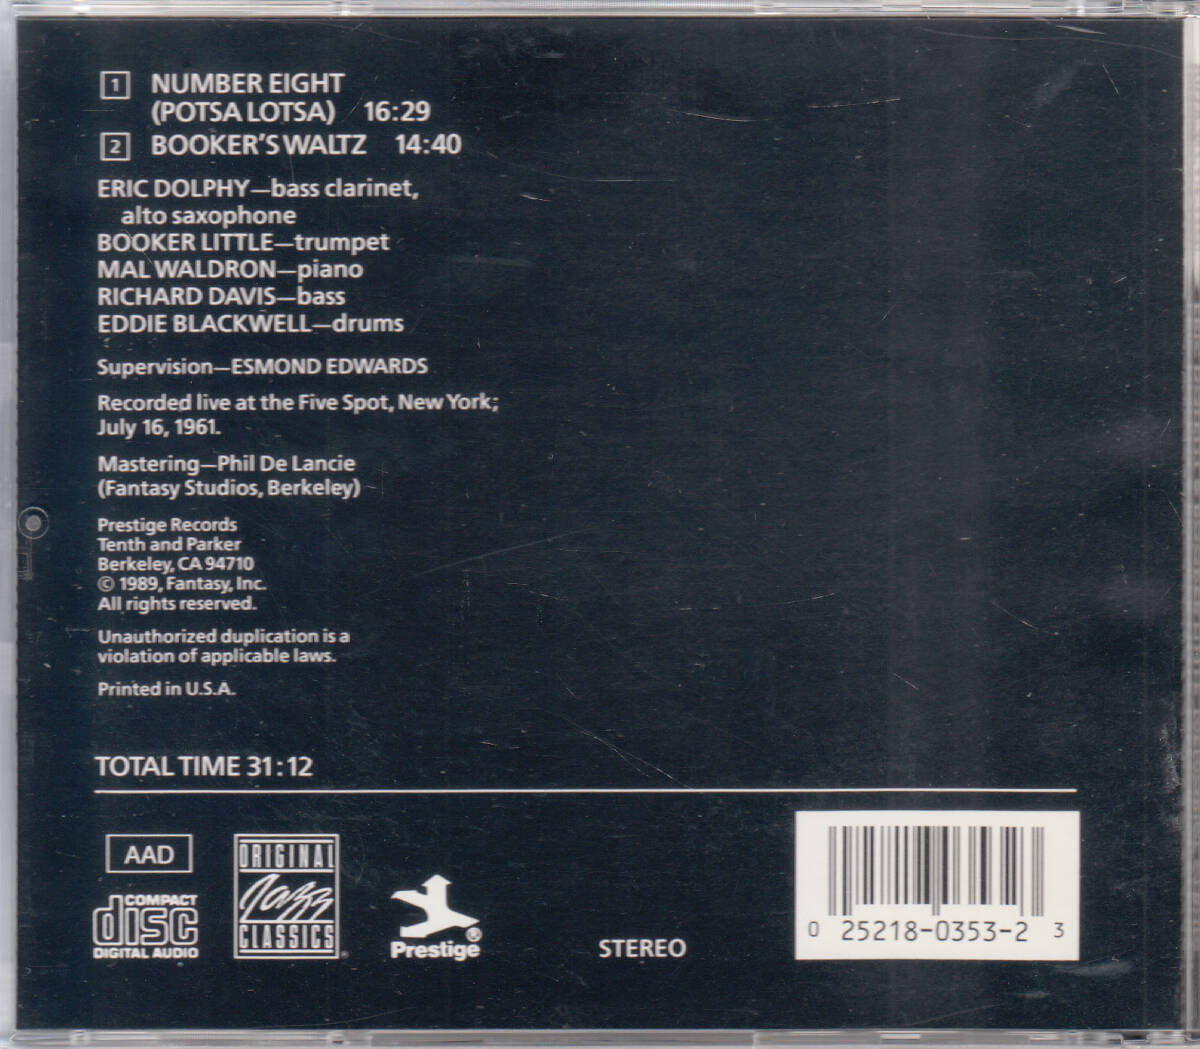 1 NUMBER EIGHT
(POTSA LOTSA) 16:29
2 BOOKER'S WALTZ 14:40
ERIC DOLPHY—bass clarinet,
alto saxophone
BOOKER LITTLE—trumpet
MAL WALDRON—piano
RICHARD DAVIS—bass
EDDIE BLACKWELL—drums
Supervision—ESMOND EDWARDS
Recorded live at the Five Spot, New York;
July 16, 1961.
Mastering—Phil De Lancie
(Fantasy Studios, Berkeley)
Prestige Records
Tenth and Parker
Berkeley, CA 94710
© 1989, Fantasy, Inc.
All rights reserved.
Unauthorized duplication is a
violation of applicable laws.
Printed in U.S.A.
TOTAL TIME 31:12
AAD
COMPACT
disc
DIGITAL AUDIO
ORIGINAL
Jazz
CLASSICS®
Prestige®
STEREO
0 25218-0353-2 3